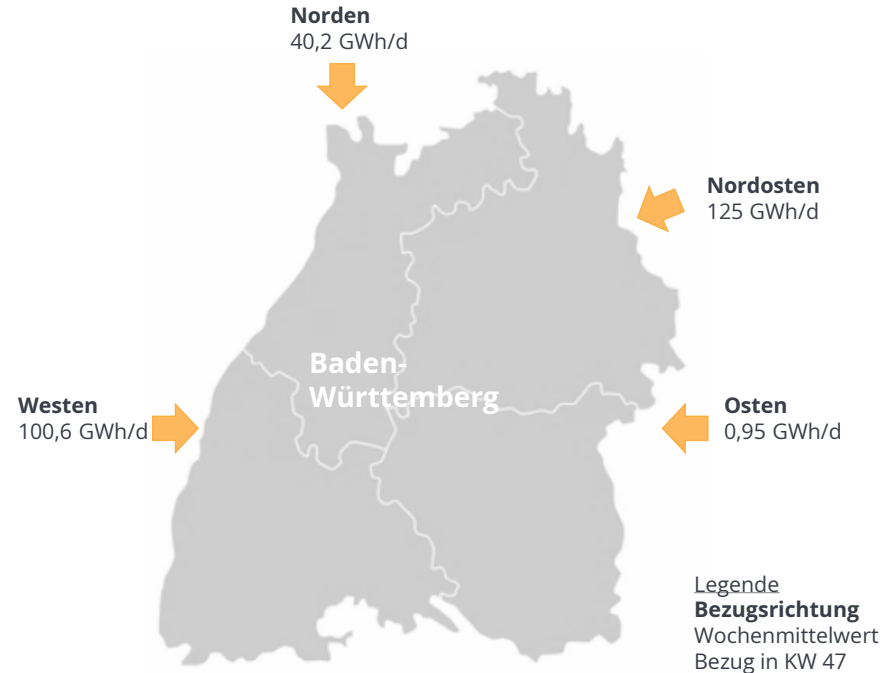 Norden
40,2 GWh/d
Nordosten
125 GWh/d
Baden-
Württemberg
Westen
100,6 GWh/d
Osten
0,95 GWh/d
Legende
Bezugsrichtung
Wochenmittelwert
Bezug in KW 47